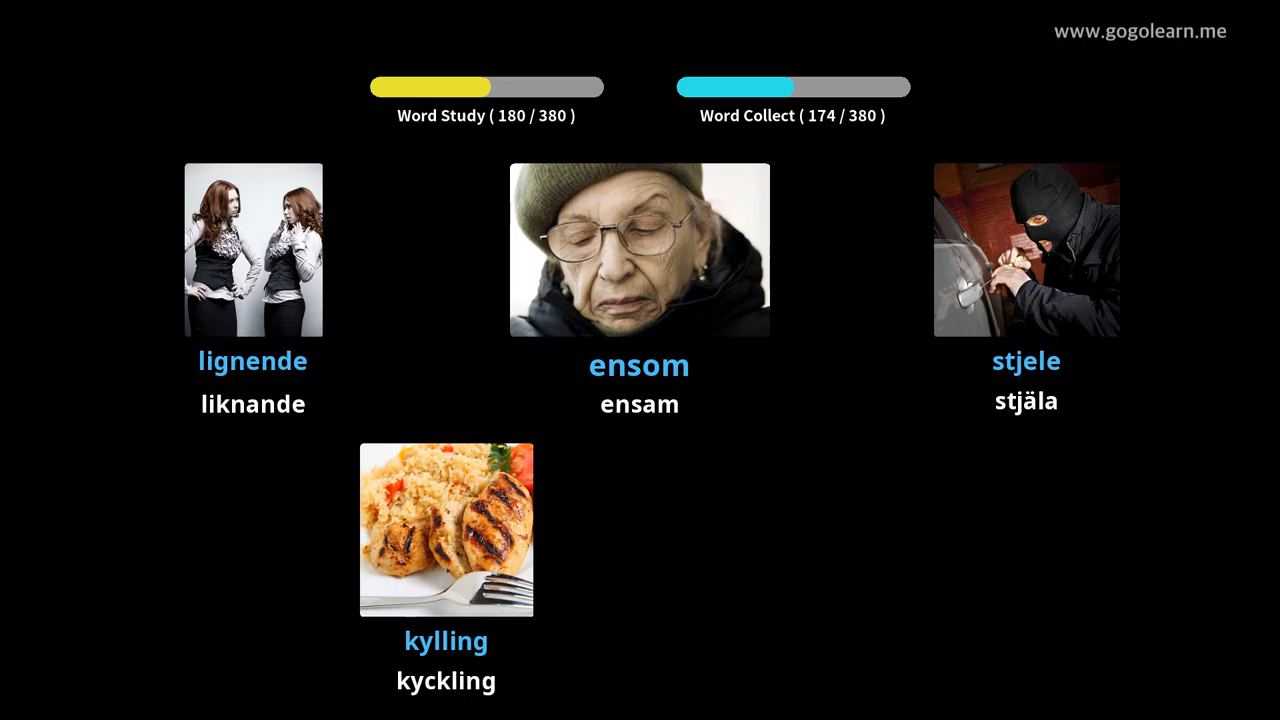 www.gogolearn.me
Word Study ( 180 / 380 )
Word Collect ( 174 / 380 )
lignende
liknande
ensom
ensam
stjele
stjäla
kylling
kyckling